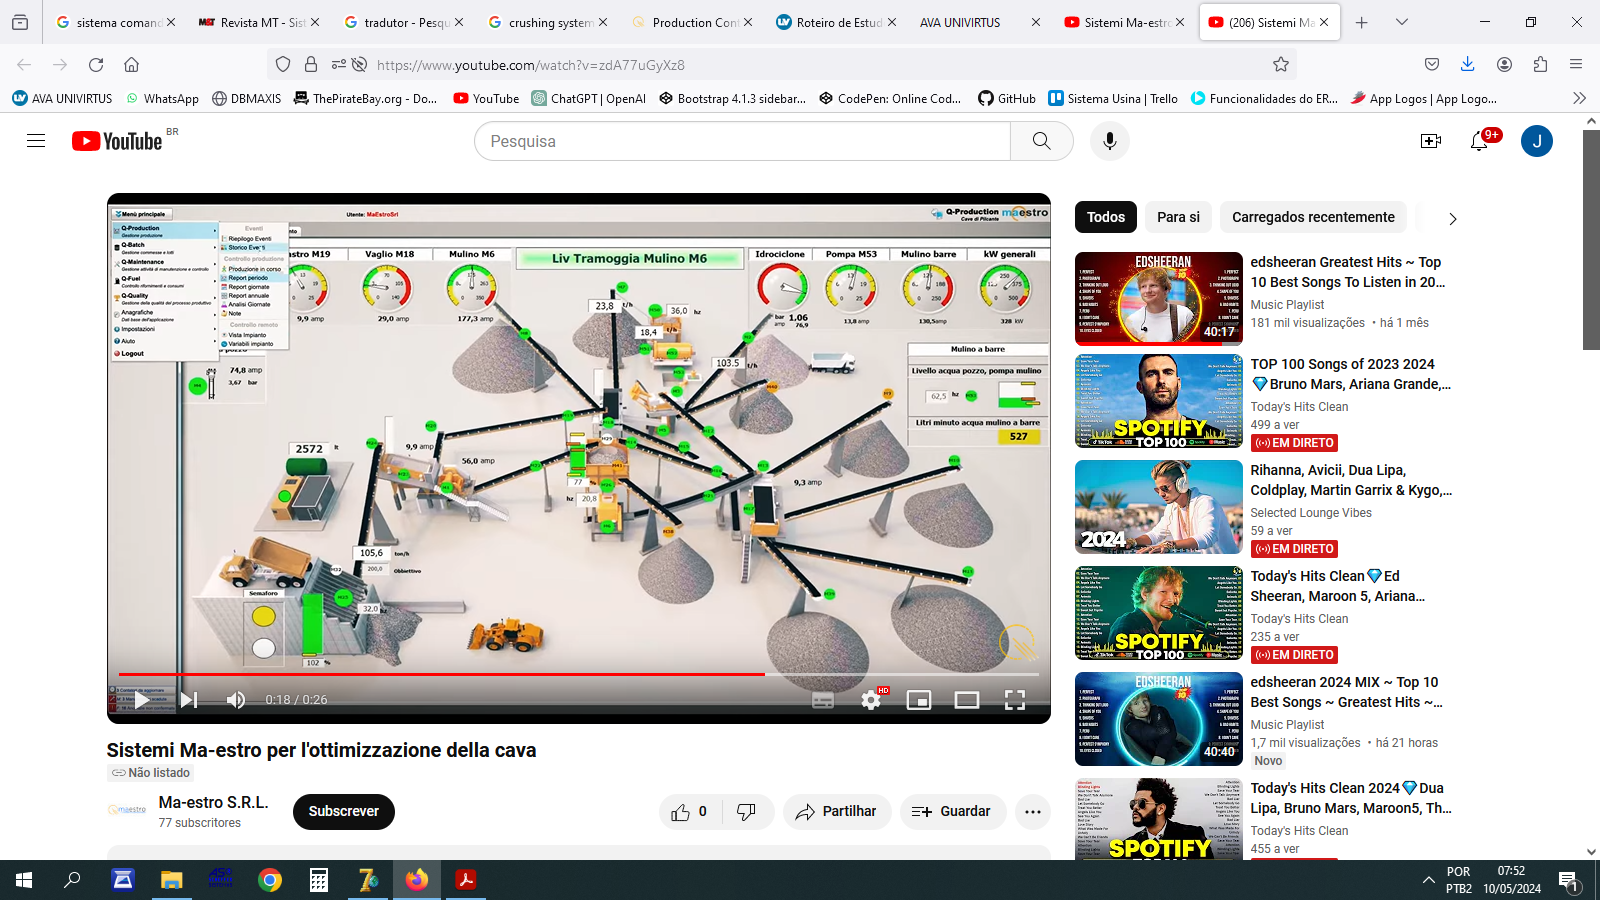 sistema comand
Revista MT - Sist
tradutor - Pesqu
crushing system
Production Cont
Roteiro de Estud
AVA UNIVIRTUS
Sistemi Ma-estro
(206) Sistemi Ma
https://www.youtube.com/watch?v=zdA77uGyXz8
AVA UNIVIRTUS
WhatsApp
DBMAXIS
ThePirateBay.org - Do...
YouTube
ChatGPT | OpenAI
Bootstrap 4.1.3 sidebar...
CodePen: Online Cod...
GitHub
Sistema Usina | Trello
Funcionalidades do ER...
App Logos | App Logo...
YouTube BR
Pesquisa
9+
J
Menù principale
Utente: MaEstroSrl
Q-Production maestro
Cave di Pilcante
Q-Production
Gestione produzione
Q-Batch
Gestione commesse e lotti
Q-Maintenance
Gestione attività di manutenzione e controllo
Q-Fuel
Controllo rifornimenti e consumi
Q-Quality
Gestione della qualità del processo produttivo
Anagrafiche
Dati base dell'applicazione
Impostazioni
Aiuto
Logout
Eventi
Riepilogo Eventi
Storico Eventi
Controllo produzione
Produzione in corso
Report periodo
Report giornate
Report annuale
Analisi Giornate
Note
Controllo remoto
Vista Impianto
Variabili impianto
stro M19
Vaglio M18
Mulino M6
Liv Tramoggia Mulino M6
Idrociclone
Pompa M53
Mulino barre
kW generali
9,9 amp
29,0 amp
177,3 amp
bar 1.06
76,9
13,8 amp
130,5amp
328 kW
23,8
36,0 hz
18,4
103.5 t/h
74,8 amp
3,67 bar
Mulino a barre
Livello acqua pozzo, pompa mulino
62,5 hz
Litri minuto acqua mulino a barre
527
2572 lt
9,9 amp
56,0 amp
77 %
hz 20,8
9,3 amp
105,6 ton/h
200,0 Obbiettivo
Semaforo
32,0
102 %
0:18 / 0:26
HD
Sistemi Ma-estro per l'ottimizzazione della cava
Não listado
maestro
Ma-estro S.R.L.
77 subscritores
Subscrever
0
Partilhar
Guardar
Todos
Para si
Carregados recentemente
EDSHEERAN
40:17
edsheeran Greatest Hits ~ Top
10 Best Songs To Listen in 20...
Music Playlist
181 mil visualizações • há 1 mês
SPOTIFY
TOP 100
TOP 100 Songs of 2023 2024
💎Bruno Mars, Ariana Grande,...
Today's Hits Clean
499 a ver
EM DIRETO
2024
Rihanna, Avicii, Dua Lipa,
Coldplay, Martin Garrix & Kygo,...
Selected Lounge Vibes
59 a ver
EM DIRETO
SPOTIFY
TOP 100
Today's Hits Clean💎Ed
Sheeran, Maroon 5, Ariana...
Today's Hits Clean
235 a ver
EM DIRETO
EDSHEERAN
40:40
edsheeran 2024 MIX ~ Top 10
Best Songs ~ Greatest Hits ~...
Music Playlist
1,7 mil visualizações • há 21 horas
Novo
SPOTIFY
Today's Hits Clean 2024💎Dua
Lipa, Bruno Mars, Maroon5, Th...
Today's Hits Clean
455 a ver
POR
PTB2
07:52
10/05/2024
1